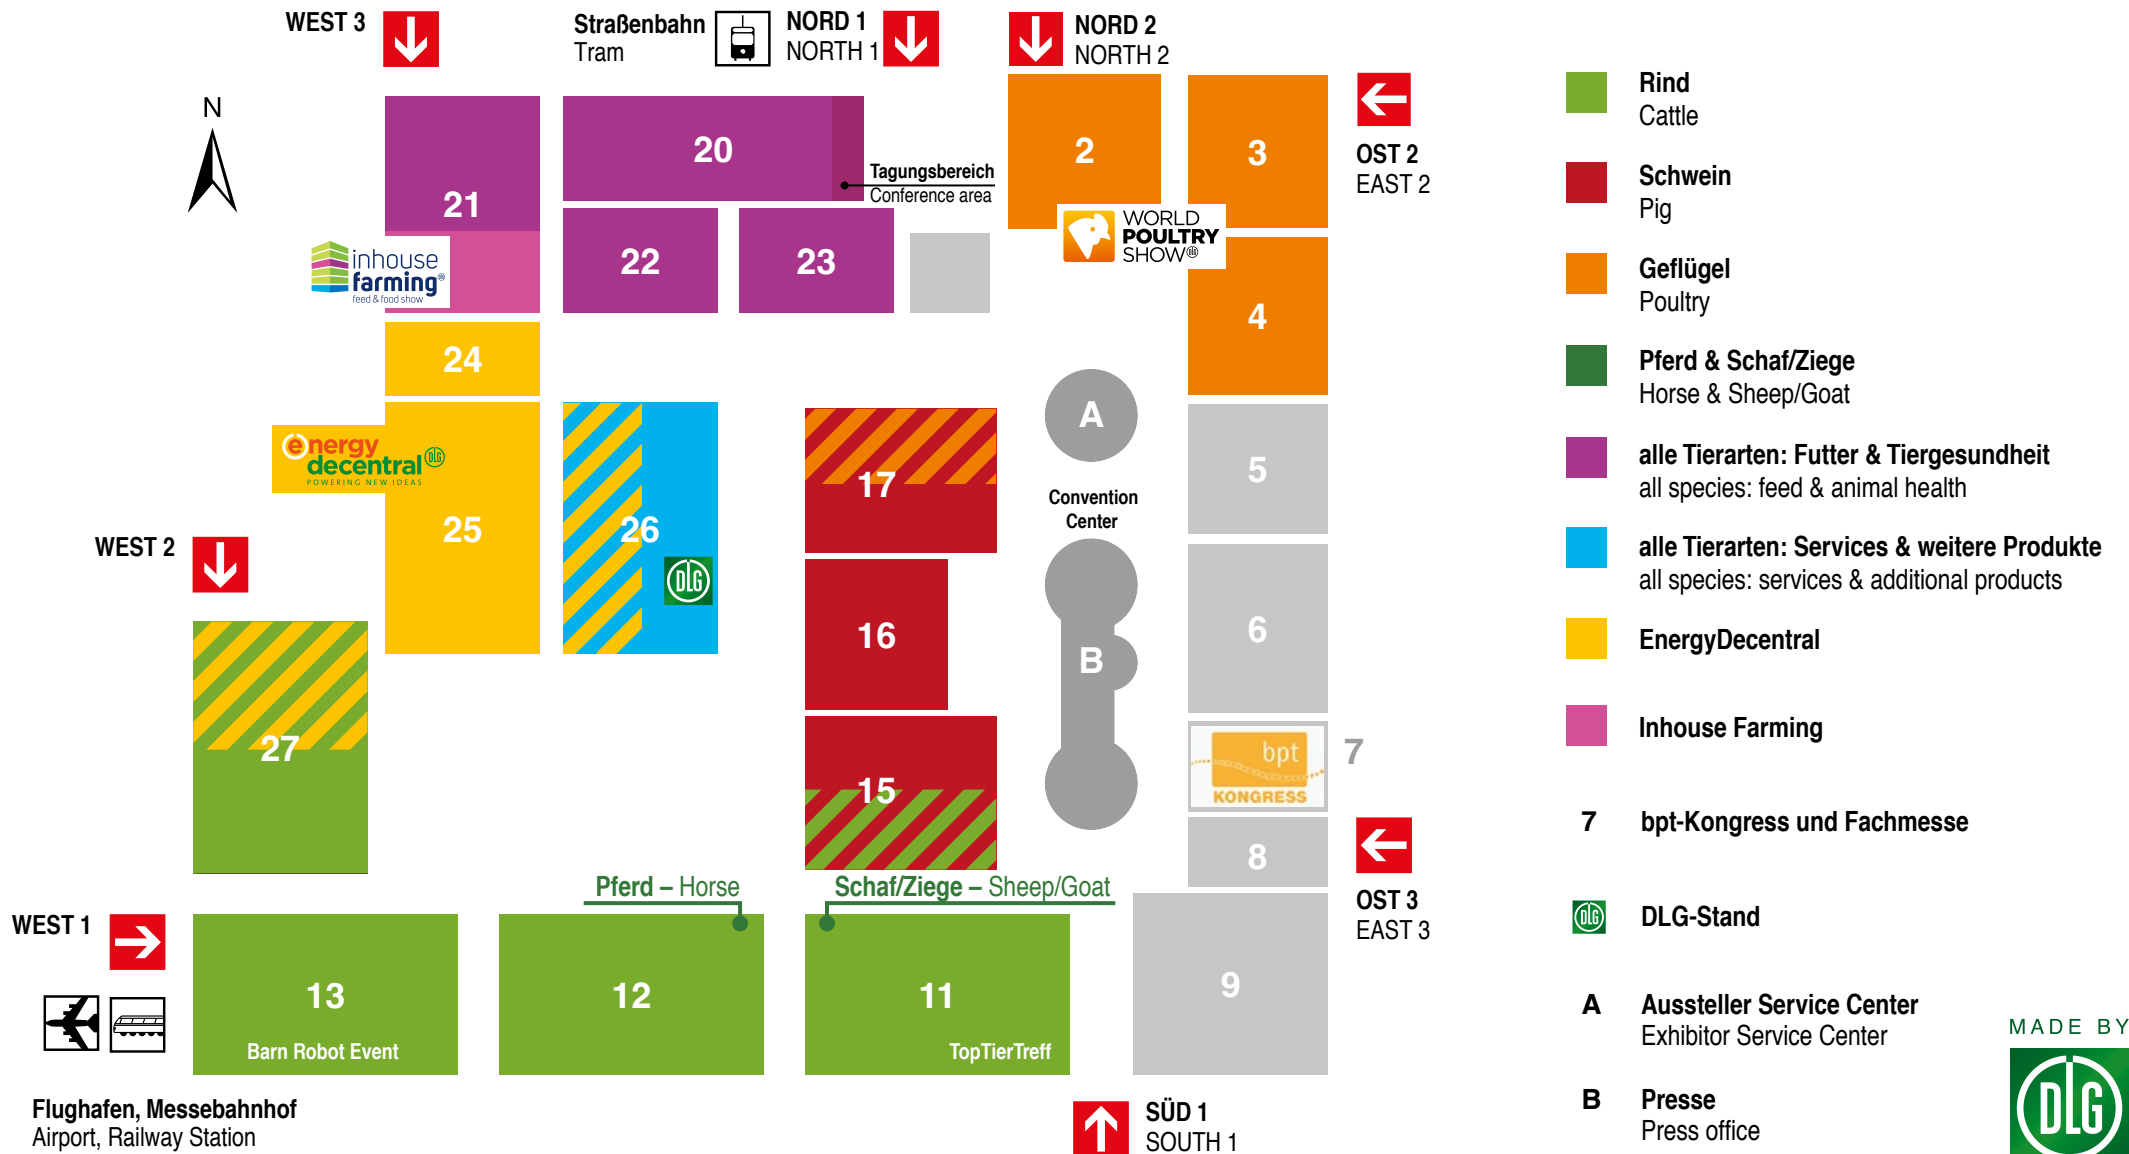 WEST 3
Straßenbahn
Tram
NORD 1
NORTH 1
NORD 2
NORTH 2
N
21
20
Tagungsbereich
Conference area
2
3
OST 2
EAST 2
WORLD
POULTRY
SHOW
DLG
inhouse
farming
feed & food show
22
23
4
24
energy
decentral
DLG
POWERING NEW IDEAS
25
26
DLG
17
A
Convention
Center
5
WEST 2
27
16
B
6
15
bpt
KONGRESS
7
8
OST 3
EAST 3
Pferd – Horse
Schaf/Ziege – Sheep/Goat
WEST 1
13
Barn Robot Event
12
11
TopTierTreff
9
Flughafen, Messebahnhof
Airport, Railway Station
SÜD 1
SOUTH 1
Rind
Cattle
Schwein
Pig
Geflügel
Poultry
Pferd & Schaf/Ziege
Horse & Sheep/Goat
alle Tierarten: Futter & Tiergesundheit
all species: feed & animal health
alle Tierarten: Services & weitere Produkte
all species: services & additional products
EnergyDecentral
Inhouse Farming
7 bpt-Kongress und Fachmesse
DLG DLG-Stand
A Aussteller Service Center
Exhibitor Service Center
B Presse
Press office
MADE BY
DLG